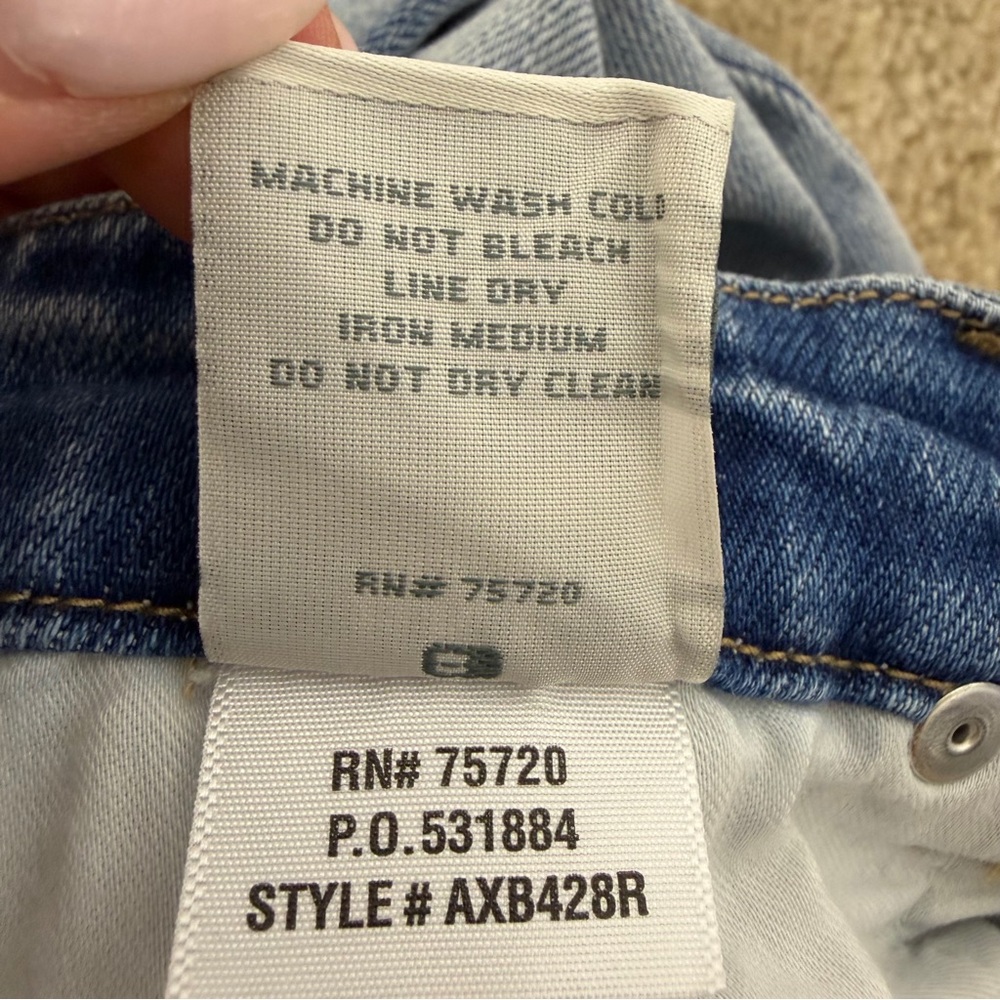 MACHINE WASH COLD
DO NOT BLEACH
LINE DRY
IRON MEDIUM
DO NOT DRY CLEAN
RN# 75720
RN# 75720
P.O. 531884
STYLE # AXB428R